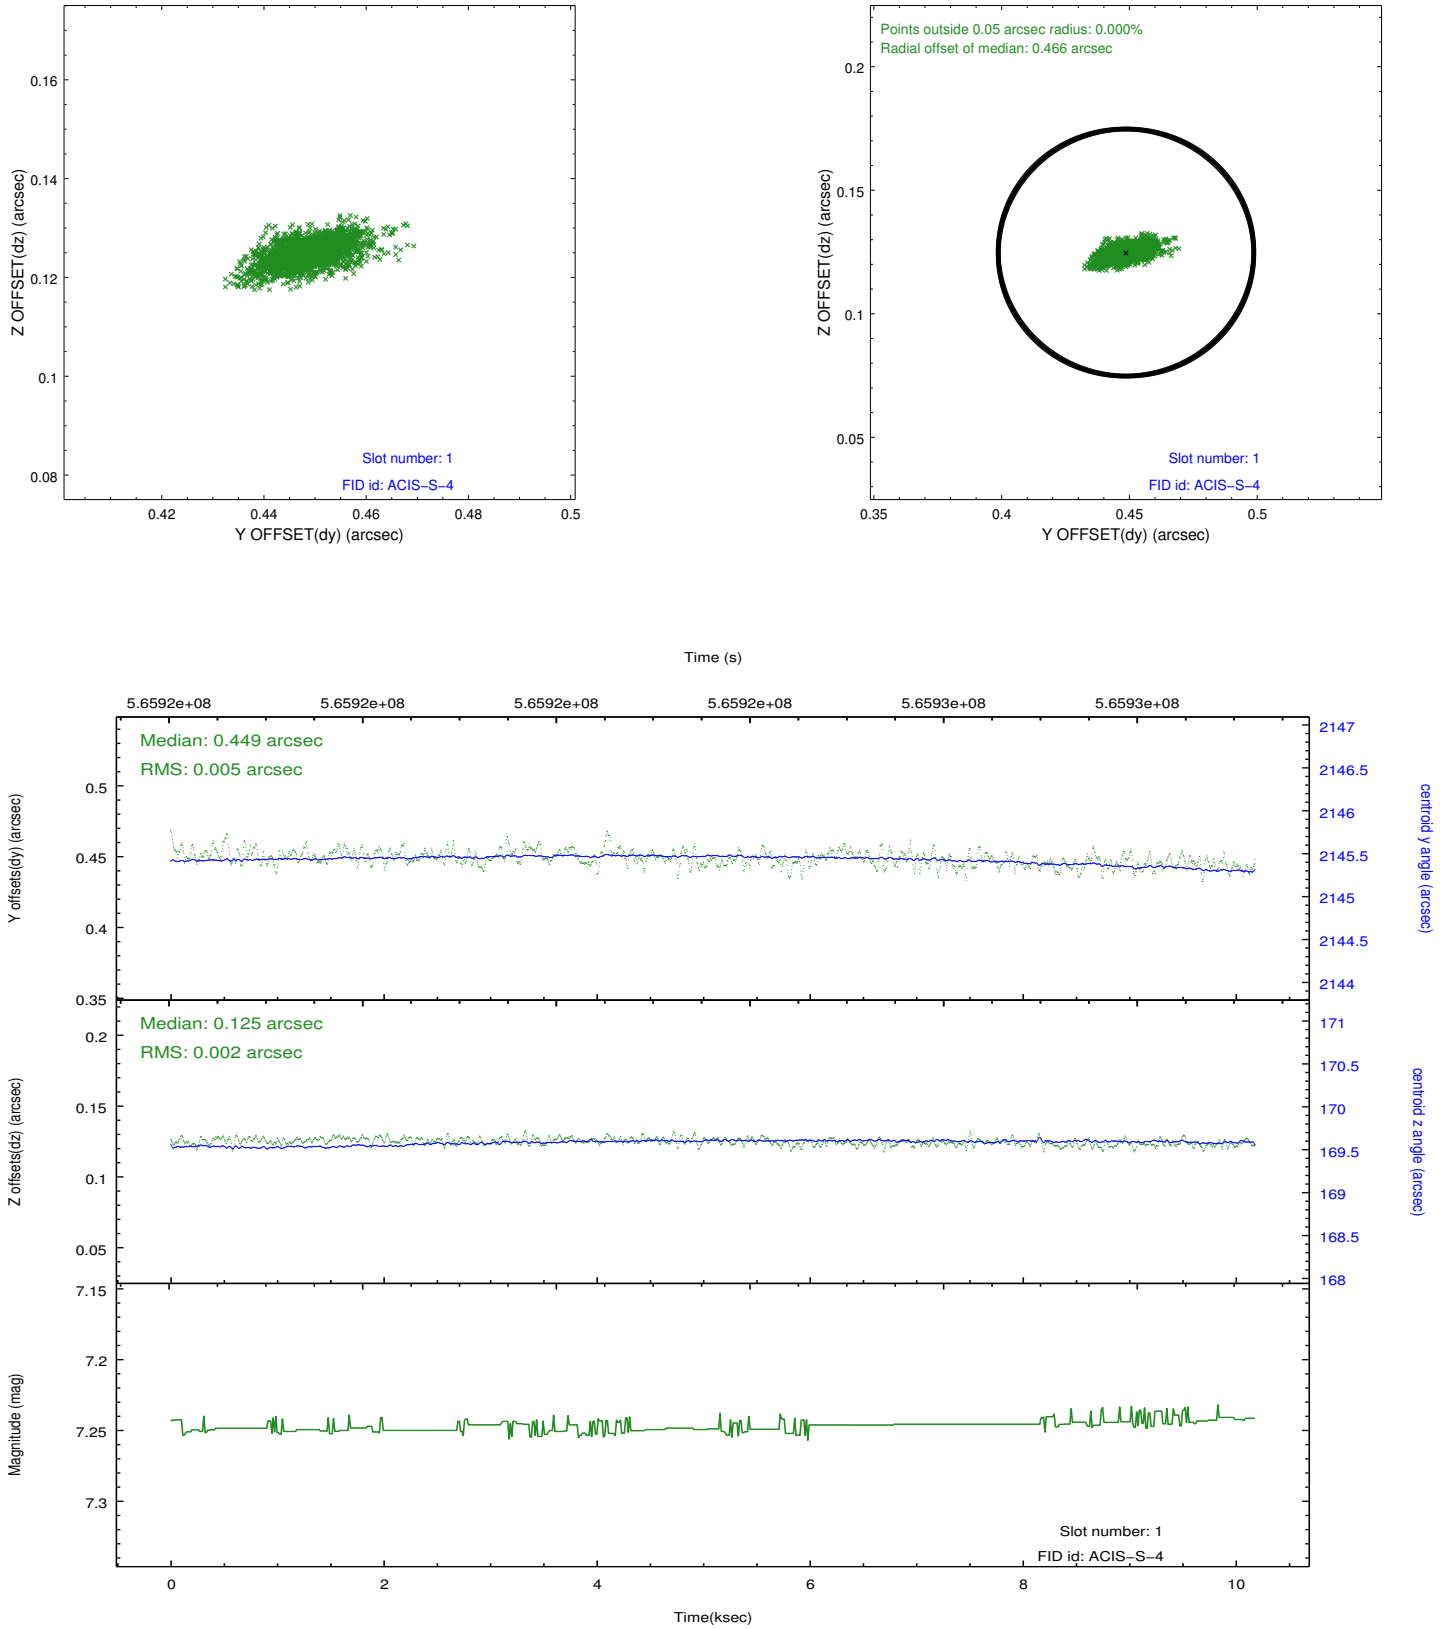 0.16
0.14
0.12
0.1
0.08
Z OFFSET(dz) (arcsec)
Slot number: 1
FID id: ACIS−S−4
0.42 0.44 0.46 0.48 0.5
Y OFFSET(dy) (arcsec)
Points outside 0.05 arcsec radius: 0.000%
Radial offset of median: 0.466 arcsec
0.2
0.15
0.1
0.05
Z OFFSET(dz) (arcsec)
Slot number: 1
FID id: ACIS−S−4
0.35 0.4 0.45 0.5
Y OFFSET(dy) (arcsec)
Time (s)
5.6592e+08 5.6592e+08 5.6592e+08 5.6592e+08 5.6593e+08 5.6593e+08
Median: 0.449 arcsec
RMS: 0.005 arcsec
Y offsets(dy) (arcsec)
0.5
0.45
0.4
0.35
2147
2146.5
2146
2145.5
2145
2144.5
2144
centroid y angle (arcsec)
Median: 0.125 arcsec
RMS: 0.002 arcsec
Z offsets(dz) (arcsec)
0.2
0.15
0.1
0.05
171
170.5
170
169.5
169
168.5
168
centroid z angle (arcsec)
7.15
7.2
7.25
7.3
Magnitude (mag)
Slot number: 1
FID id: ACIS−S−4
0 2 4 6 8 10
Time(ksec)